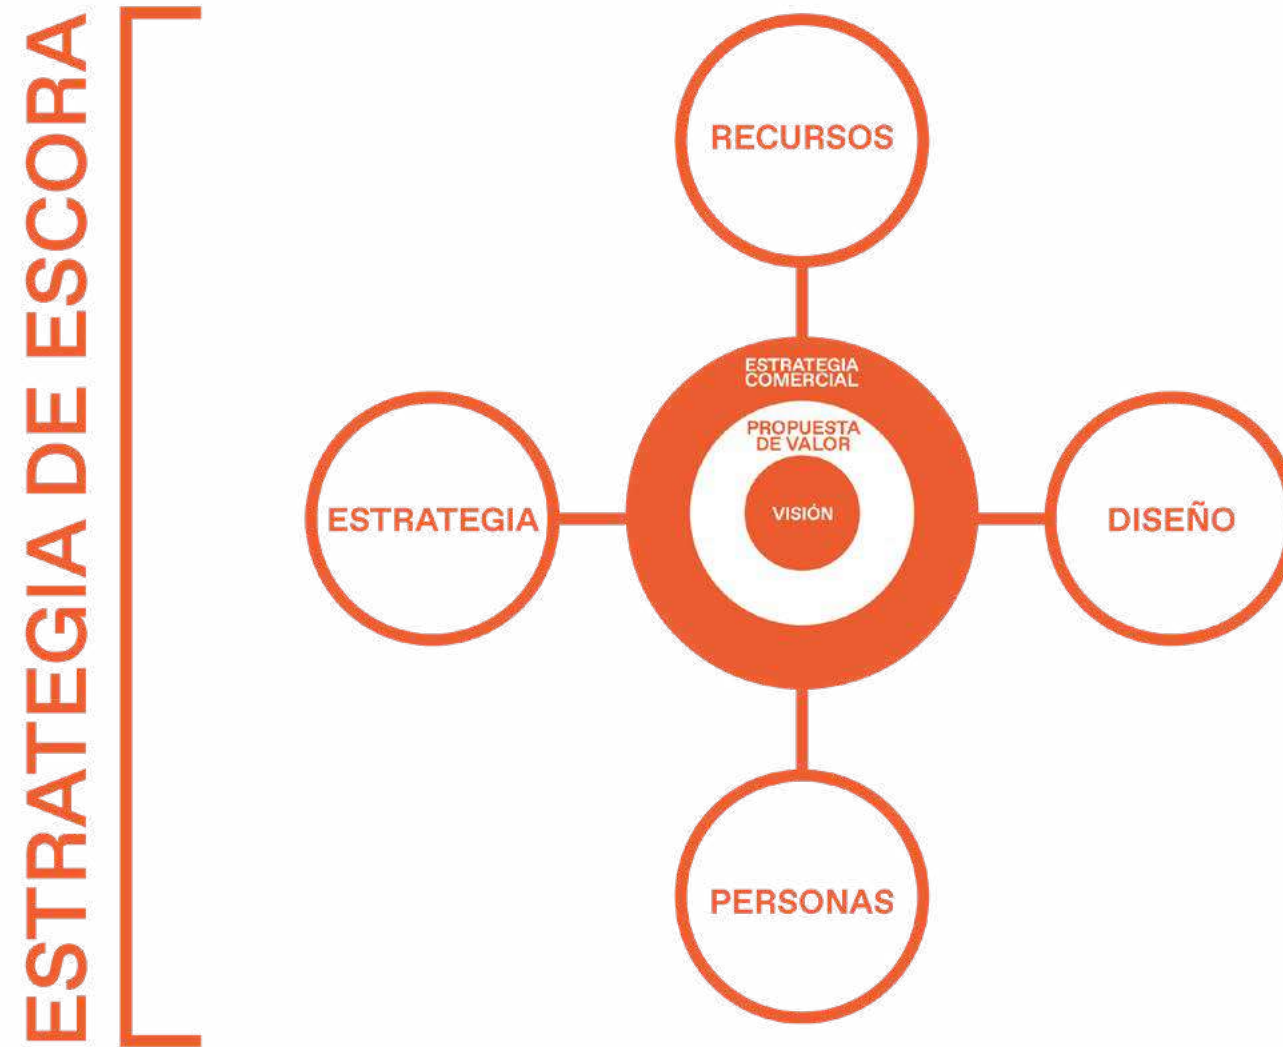 ESTRATEGIA DE ESCORA
RECURSOS
ESTRATEGIA
COMERCIAL
PROPUESTA
DE VALOR
VISIÓN
ESTRATEGIA
DISEÑO
PERSONAS